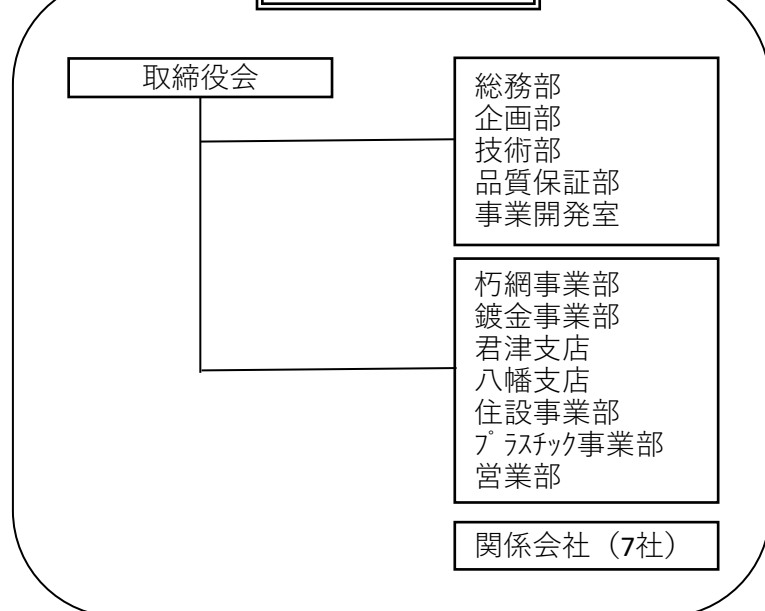 取締役会
総務部
企画部
技術部
品質保証部
事業開発室
朽網事業部
鍍金事業部
君津支店
八幡支店
住設事業部
ﾌﾟﾗｽﾁｯｸ事業部
営業部
関係会社（7社）